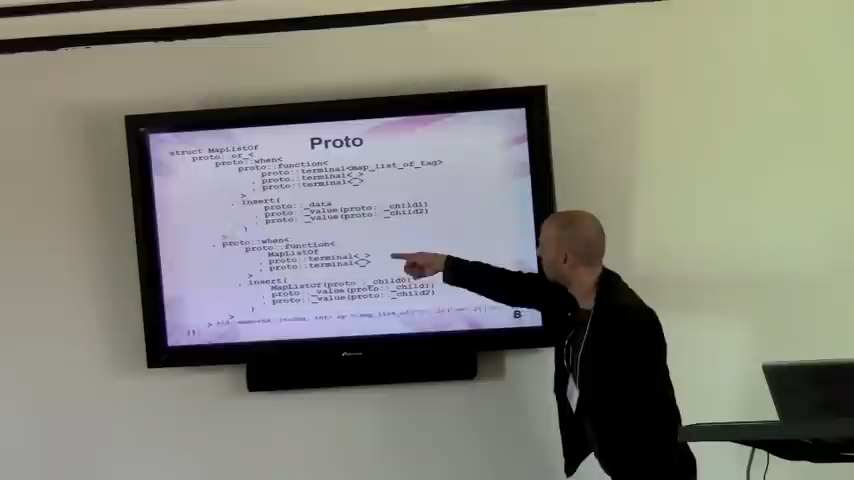 Proto
struct MapListOf
proto::or_<
proto::when<
proto::function<
proto::terminal<map_list_of_tag>
, proto::terminal<_>
, proto::terminal<_>
>
, insert(
proto::_data
, proto::_value(proto::_child1)
, proto::_value(proto::_child2)
)
>
, proto::when<
proto::function<
MapListOf
, proto::terminal<_>
, proto::terminal<_>
>
, insert(
MapListOf(proto::_child0)
, proto::_value(proto::_child1)
, proto::_value(proto::_child2)
)
>
>
{};
8